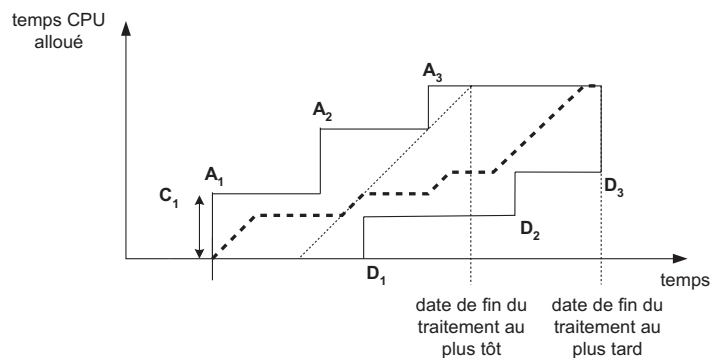 temps CPU
alloué
A3
A2
A1
C1
D3
D2
D1
temps
date de fin du
traitement au
plus tôt
date de fin du
traitement au
plus tard